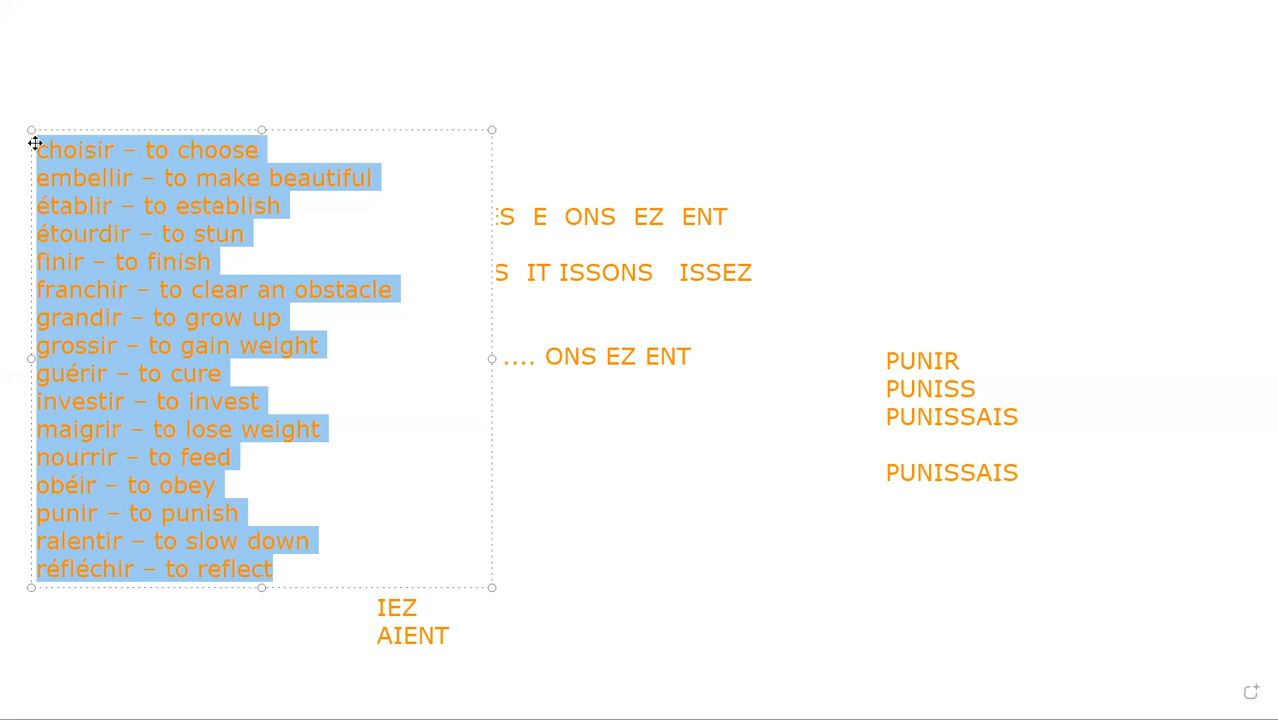 choisir – to choose
embellir – to make beautiful
établir – to establish
étourdir – to stun
finir – to finish
franchir – to clear an obstacle
grandir – to grow up
grossir – to gain weight
guérir – to cure
investir – to invest
maigrir – to lose weight
nourrir – to feed
obéir – to obey
punir – to punish
ralentir – to slow down
réfléchir – to reflect
IEZ
AIENT
E ONS EZ ENT
S IT ISSONS ISSEZ
.... ONS EZ ENT
PUNIR
PUNISS
PUNISSAIS
PUNISSAIS